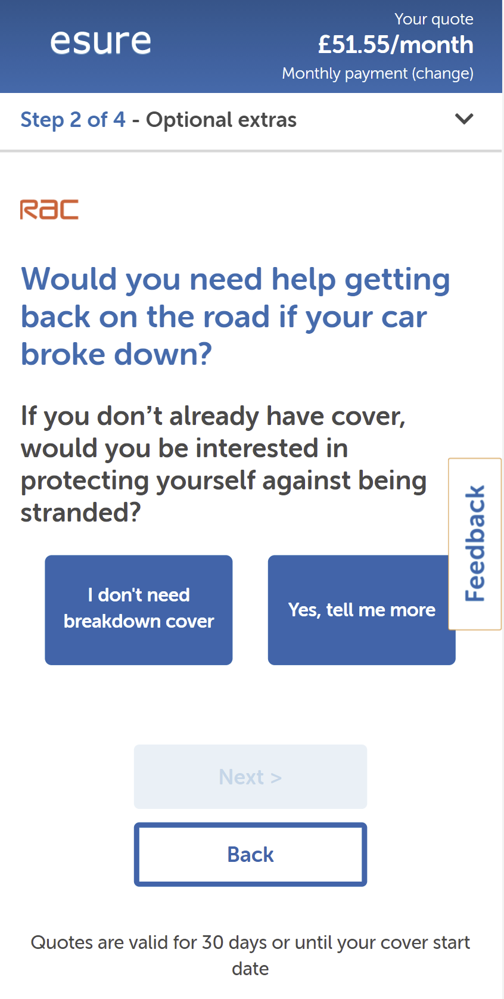 esure
Your quote
£51.55/month
Monthly payment (change)
Step 2 of 4 - Optional extras
RAC
Would you need help getting
back on the road if your car
broke down?
If you don’t already have cover,
would you be interested in
protecting yourself against being
stranded?
Feedback
I don't need
breakdown cover
Yes, tell me more
Next >
Back
Quotes are valid for 30 days or until your cover start
date